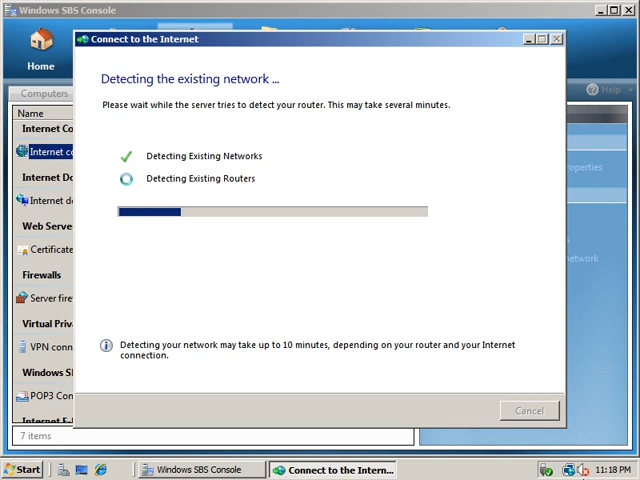 Windows SBS Console
Connect to the Internet
Home
Detecting the existing network ...
Computers
Help
Please wait while the server tries to detect your router. This may take several minutes.
Name
Internet Co
Internet co
Detecting Existing Networks
roperties
Internet Do
Detecting Existing Routers
Internet do
Web Serve
Certificate
etwork
Firewalls
Server fire
Virtual Priva
VPN conn
Detecting your network may take up to 10 minutes, depending on your router and your Internet
connection.
Windows S
POP3 Con
Internet E-
Cancel
7 items
Start
Windows SBS Console
Connect to the Intern...
11:18 PM